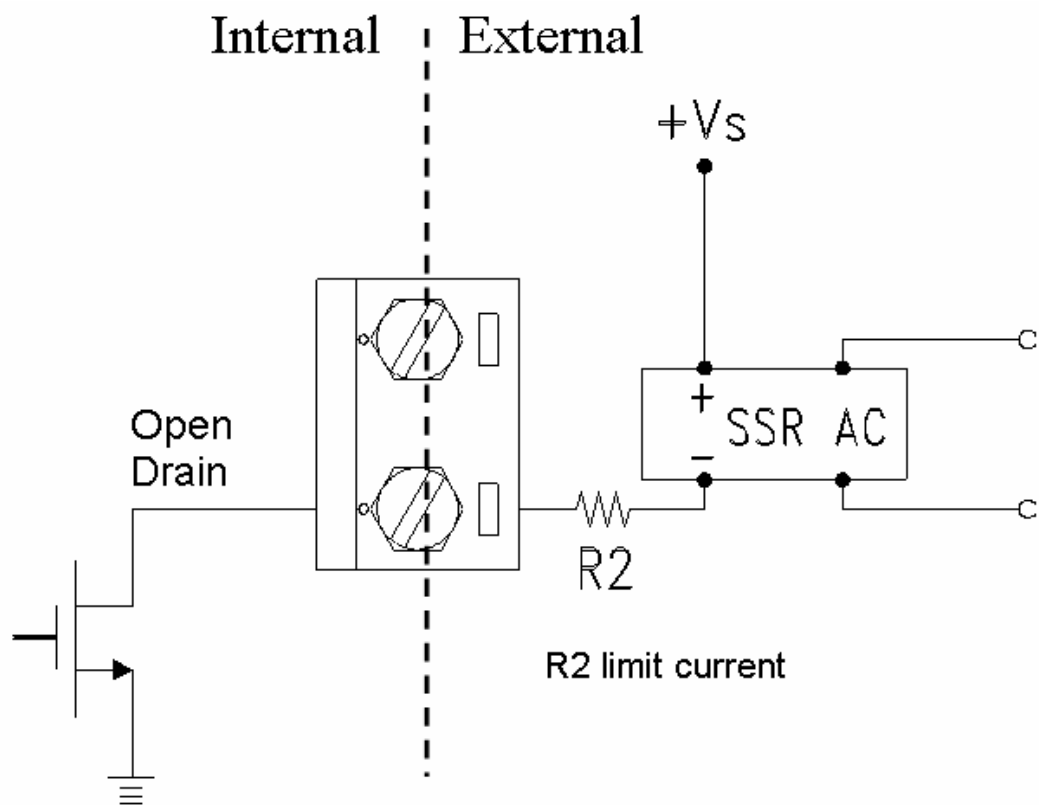 Internal External
+Vs
+
SSR AC
-
Open
Drain
R2
R2 limit current